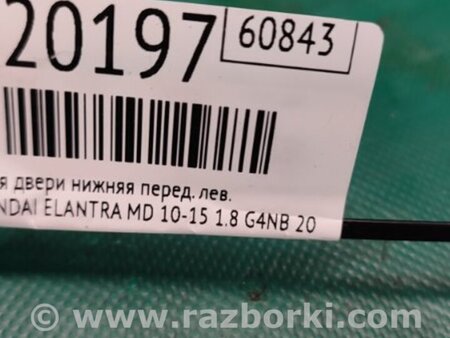 20197 60843
я двери нижняя перед. лев.
NDAI ELANTRA MD 10-15 1.8 G4NB 20
© www.razborki.com